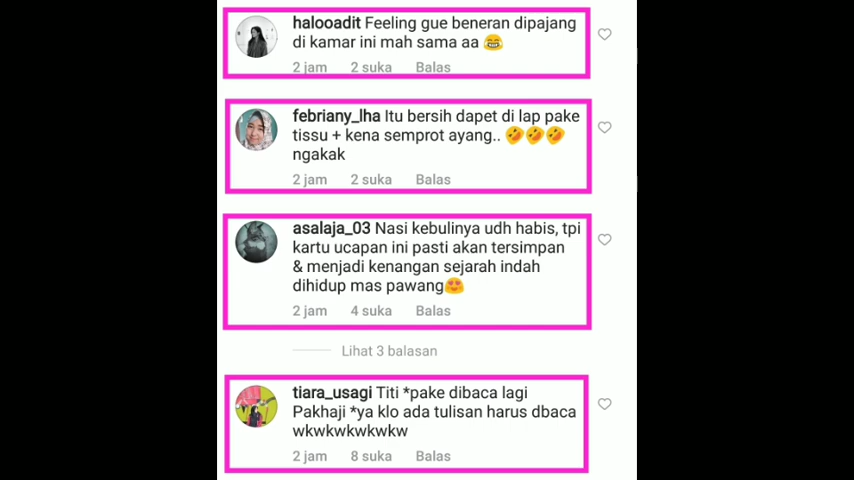 halooadit Feeling gue beneran dipajang
di kamar ini mah sama aa 😂
2 jam 2 suka Balas
febriany_lha Itu bersih dapet di lap pake
tissu + kena semprot ayang.. 🤣🤣🤣
ngakak
2 jam 2 suka Balas
asalaja_03 Nasi kebulinya udh habis, tpi
kartu ucapan ini pasti akan tersimpan
& menjadi kenangan sejarah indah
dihidup mas pawang😍
2 jam 4 suka Balas
Lihat 3 balasan
tiara_usagi Titi *pake dibaca lagi
Pakhaji *ya klo ada tulisan harus dbaca
wkwkwkwkwkw
2 jam 8 suka Balas